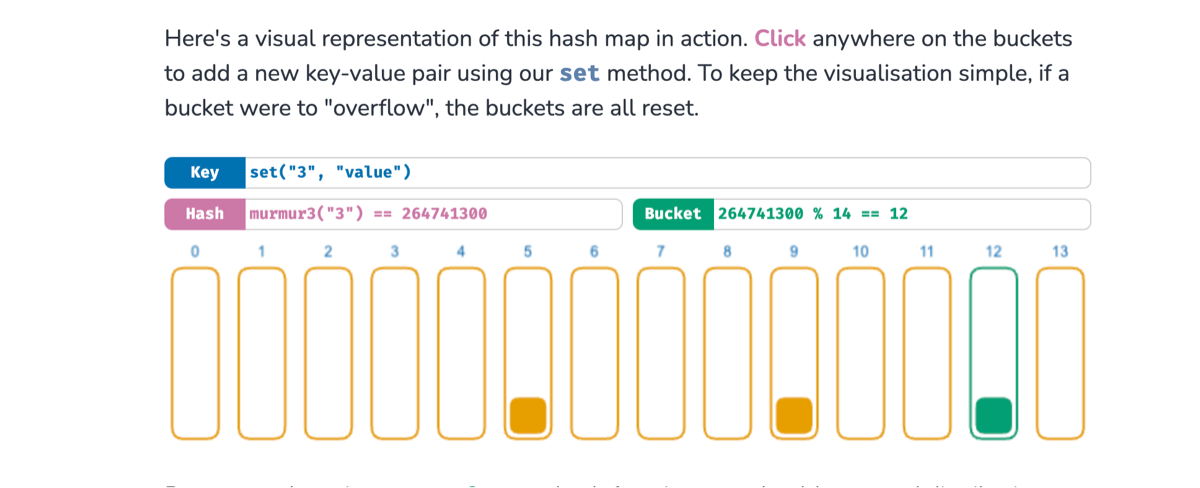 Here's a visual representation of this hash map in action. Click anywhere on the buckets
to add a new key-value pair using our set method. To keep the visualisation simple, if a
bucket were to "overflow", the buckets are all reset.
Key set("3", "value")
Hash murmur3("3") == 264741300 Bucket 264741300 % 14 == 12
0 1 2 3 4 5 6 7 8 9 10 11 12 13